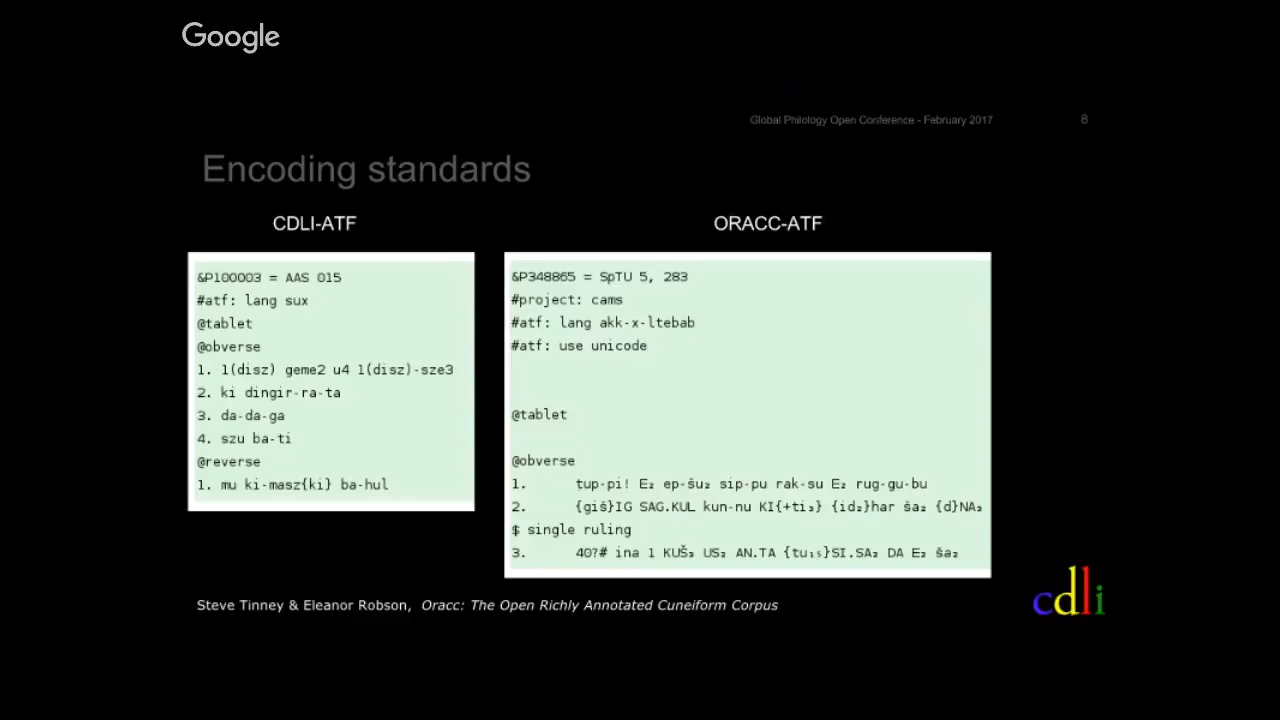 Google
Global Philology Open Conference - February 2017
8
Encoding standards
CDLI-ATF
&P100003 = AAS 015
#atf: lang sux
@tablet
@obverse
1. 1(disz) geme2 u4 1(disz)-sze3
2. ki dingir-ra-ta
3. da-da-ga
4. szu ba-ti
@reverse
1. mu ki-masz{ki} ba-hul
ORACC-ATF
&P348865 = SpTU 5, 283
#project: cams
#atf: lang akk-x-ltebab
#atf: use unicode
@tablet
@obverse
1. tup-pi! E₂ ep-šu₂ sip-pu rak-su E₂ rug-gu-bu
2. {giš}IG SAG.KUL kun-nu KI{+ti₃} {id₂}har ša₂ {d}NA₃
$ single ruling
3. 40?# ina 1 KUŠ₃ US₂ AN.TA {tu₁₅}SI.SA₂ DA E₂ ša₂
Steve Tinney & Eleanor Robson, Oracc: The Open Richly Annotated Cuneiform Corpus
cdli